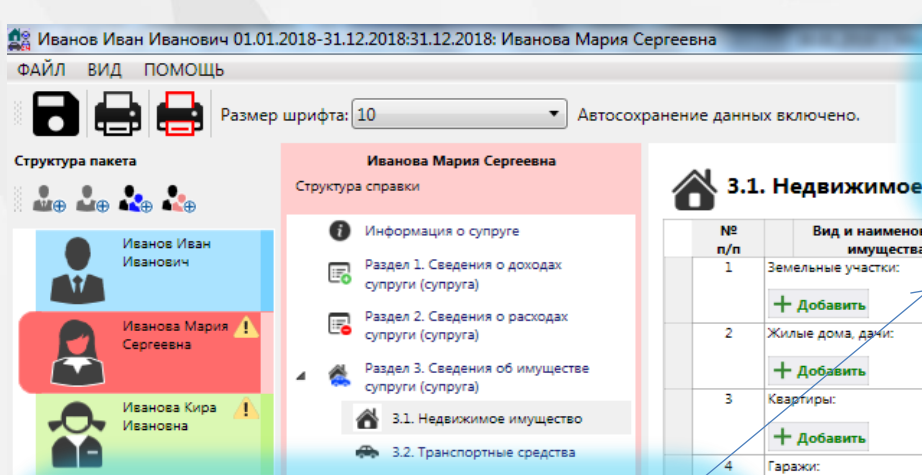 Иванов Иван Иванович 01.01.2018-31.12.2018:31.12.2018: Иванова Мария Сергеевна
ФАЙЛ ВИД ПОМОЩЬ
Размер шрифта: 10 Автосохранение данных включено.
Структура пакета
Иванов Иван
Иванович
Иванова Мария
Сергеевна
Иванова Кира
Ивановна
Иванова Мария Сергеевна
Структура справки
Информация о супруге
Раздел 1. Сведения о доходах
супруги (супруга)
Раздел 2. Сведения о расходах
супруги (супруга)
Раздел 3. Сведения об имуществе
супруги (супруга)
3.1. Недвижимое имущество
3.2. Транспортные средства
3.1. Недвижимое
№
п/п
Вид и наименов
имущества
1 Земельные участки:
+ Добавить
2 Жилые дома, дачи:
+ Добавить
3 Квартиры:
+ Добавить
4 Гаражи: